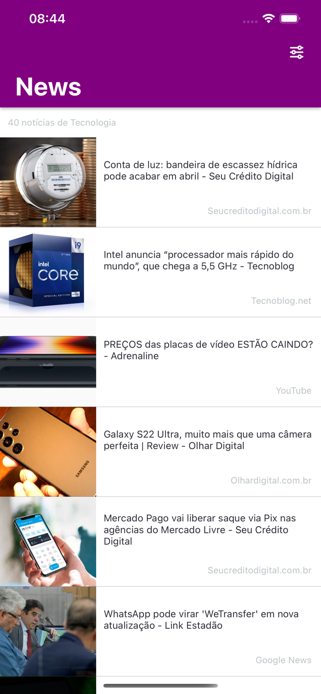 08:44
News
40 notícias de Tecnologia
Conta de luz: bandeira de escassez hídrica
pode acabar em abril - Seu Crédito Digital
Seucreditodigital.com.br
intel
CORE
i9
Intel anuncia “processador mais rápido do
mundo”, que chega a 5,5 GHz - Tecnoblog
Tecnoblog.net
PREÇOS das placas de vídeo ESTÃO CAINDO?
- Adrenaline
YouTube
SAMSUNG
Galaxy S22 Ultra, muito mais que uma câmera
perfeita | Review - Olhar Digital
Olhardigital.com.br
Mercado Pago vai liberar saque via Pix nas
agências do Mercado Livre - Seu Crédito
Digital
Seucreditodigital.com.br
WhatsApp pode virar 'WeTransfer' em nova
atualização - Link Estadão
Google News